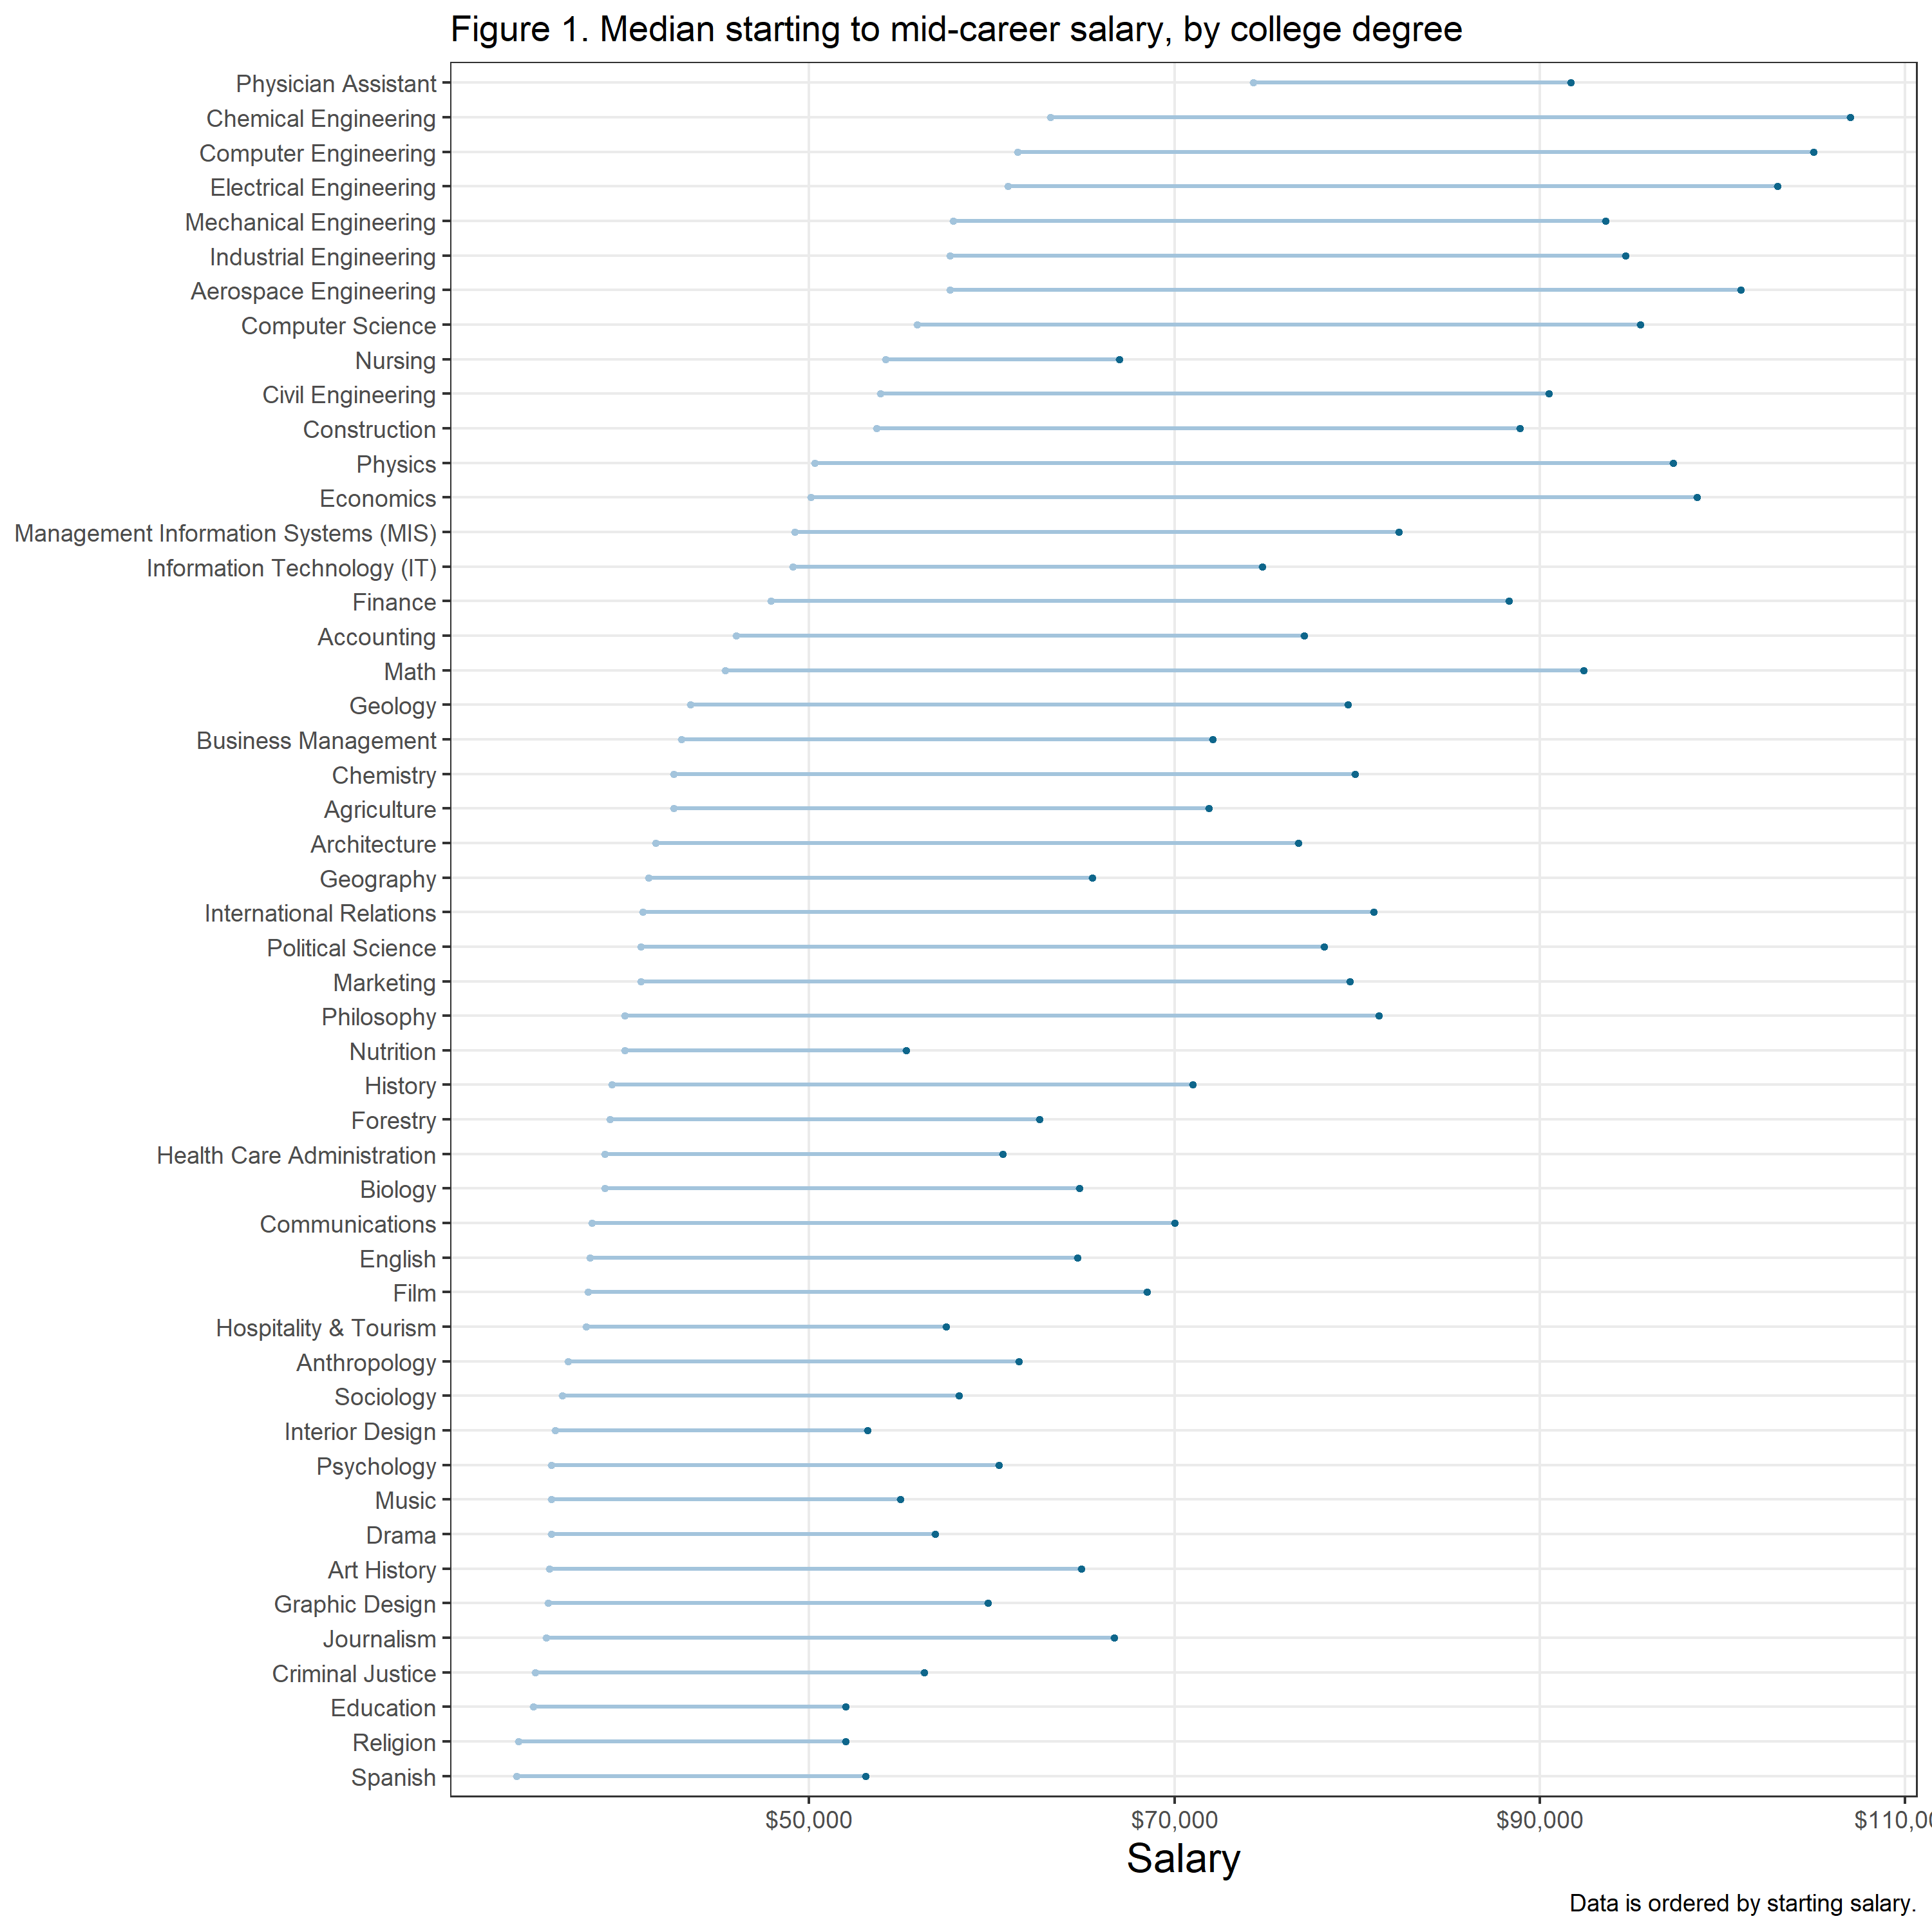 Figure 1. Median starting to mid-career salary, by college degree
Physician Assistant
Chemical Engineering
Computer Engineering
Electrical Engineering
Mechanical Engineering
Industrial Engineering
Aerospace Engineering
Computer Science
Nursing
Civil Engineering
Construction
Physics
Economics
Management Information Systems (MIS)
Information Technology (IT)
Finance
Accounting
Math
Geology
Business Management
Chemistry
Agriculture
Architecture
Geography
International Relations
Political Science
Marketing
Philosophy
Nutrition
History
Forestry
Health Care Administration
Biology
Communications
English
Film
Hospitality & Tourism
Anthropology
Sociology
Interior Design
Psychology
Music
Drama
Art History
Graphic Design
Journalism
Criminal Justice
Education
Religion
Spanish
$50,000 $70,000 $90,000
Salary
Data is ordered by starting salary.